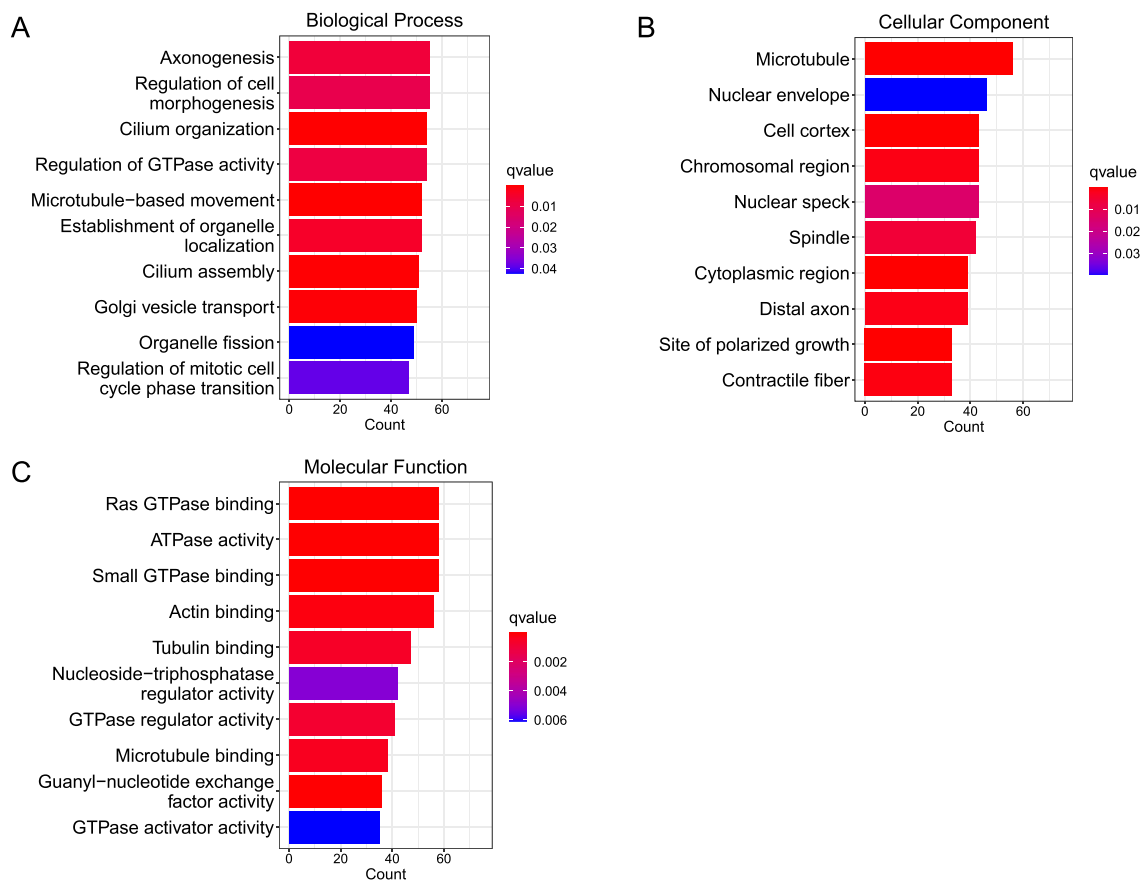 A
Biological Process
Axonogenesis
Regulation of cell
morphogenesis
Cilium organization
Regulation of GTPase activity
Microtubule−based movement
Establishment of organelle
localization
Cilium assembly
Golgi vesicle transport
Organelle fission
Regulation of mitotic cell
cycle phase transition
0 20 40 60
Count
qvalue
0.01
0.02
0.03
0.04
B
Cellular Component
Microtubule
Nuclear envelope
Cell cortex
Chromosomal region
Nuclear speck
Spindle
Cytoplasmic region
Distal axon
Site of polarized growth
Contractile fiber
0 20 40 60
Count
qvalue
0.01
0.02
0.03
C
Molecular Function
Ras GTPase binding
ATPase activity
Small GTPase binding
Actin binding
Tubulin binding
Nucleoside−triphosphatase
regulator activity
GTPase regulator activity
Microtubule binding
Guanyl−nucleotide exchange
factor activity
GTPase activator activity
0 20 40 60
Count
qvalue
0.002
0.004
0.006